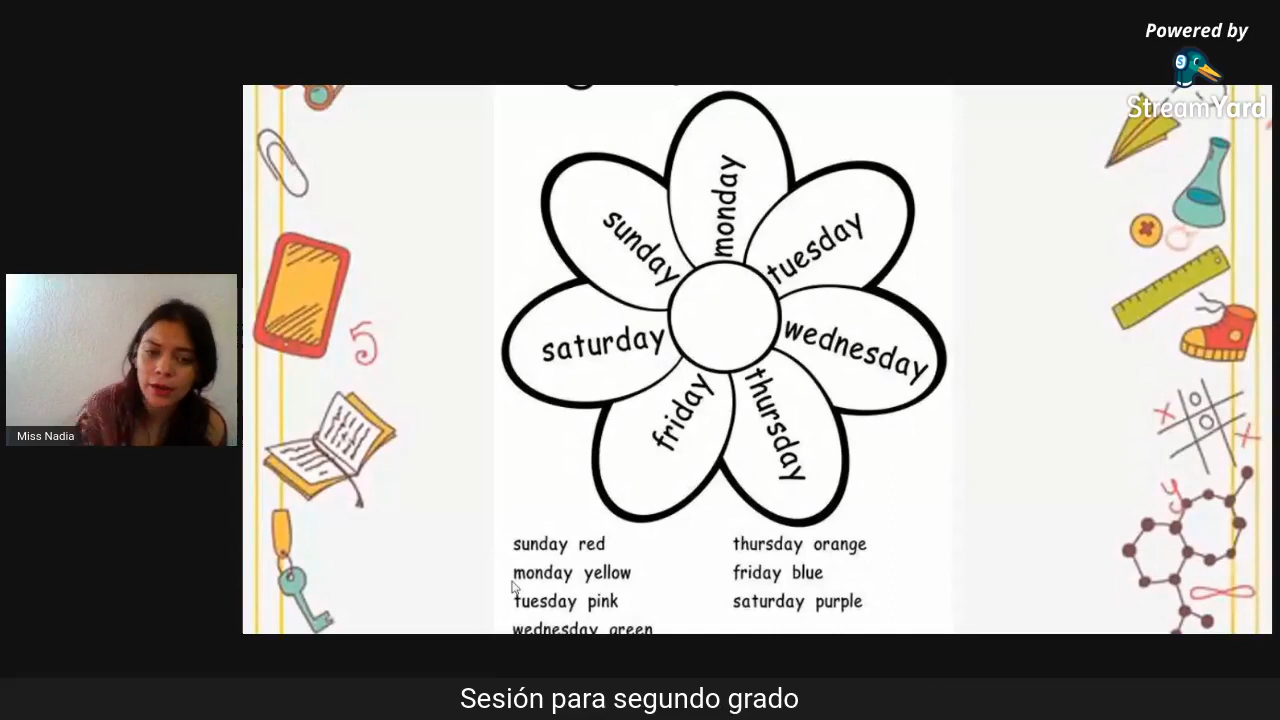 Powered by
StreamYard
monday
tuesday
wednesday
thursday
friday
saturday
sunday
5
y
sunday red
monday yellow
tuesday pink
wednesday green
thursday orange
friday blue
saturday purple
Miss Nadia
Sesión para segundo grado